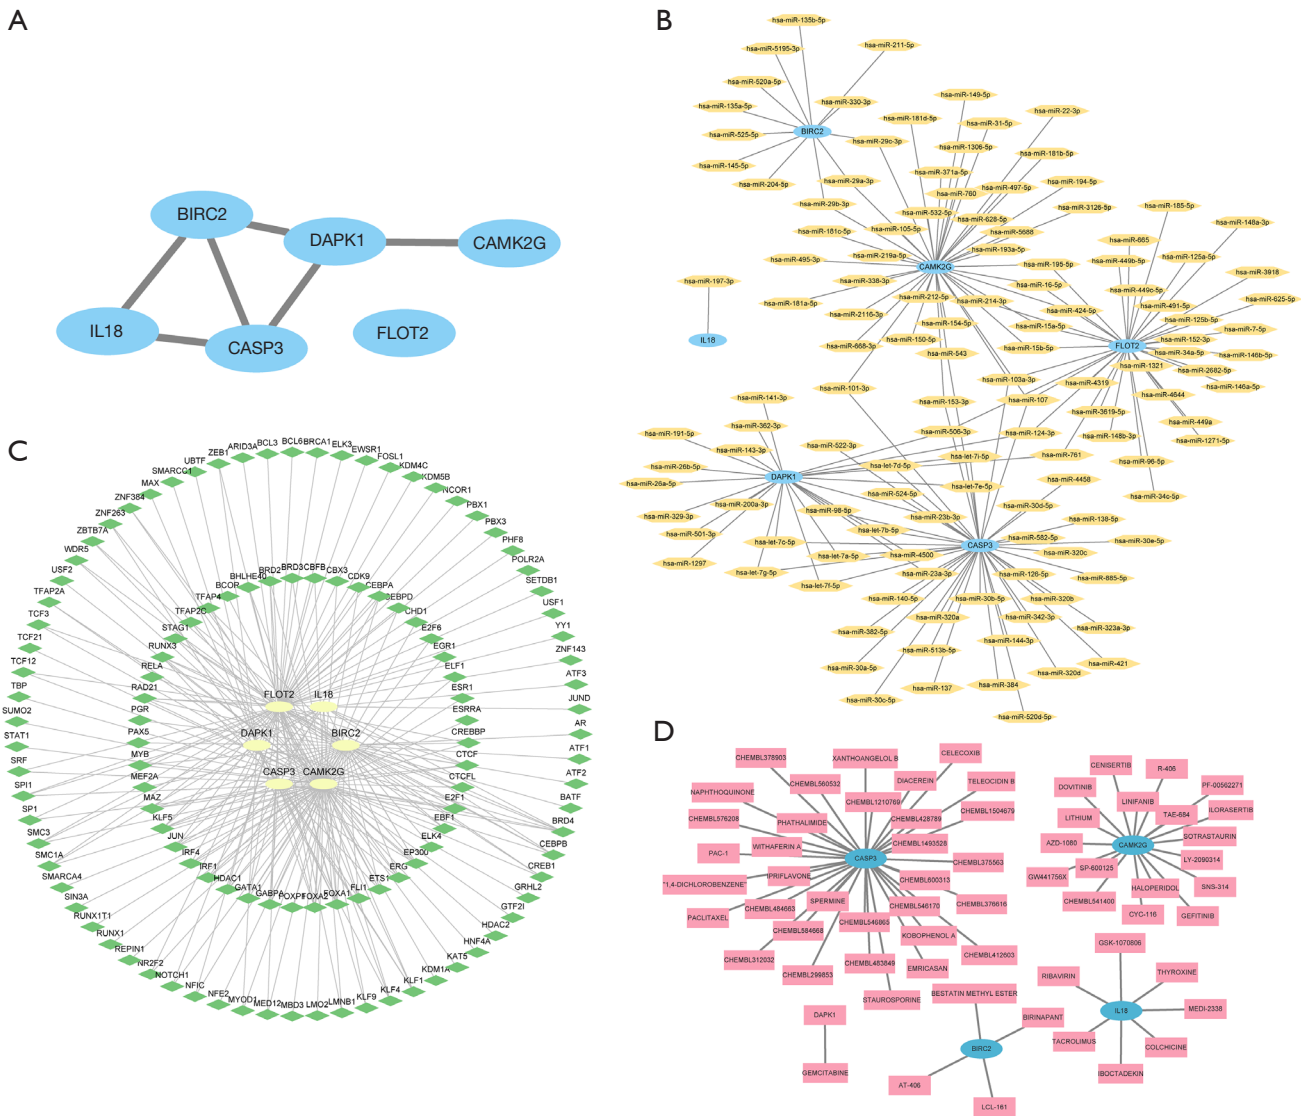 A
BIRC2
DAPK1
CAMK2G
IL18
CASP3
FLOT2
B
hsa-miR-135b-5p
hsa-miR-5195-3p
hsa-miR-211-5p
hsa-miR-520a-5p
hsa-miR-135a-5p
hsa-miR-330-3p
hsa-miR-149-5p
hsa-miR-22-3p
hsa-miR-181d-5p
hsa-miR-31-5p
hsa-miR-525-5p
BIRC2
hsa-miR-29c-3p
hsa-miR-1306-5p
hsa-miR-181b-5p
hsa-miR-145-5p
hsa-miR-204-5p
hsa-miR-29a-3p
hsa-miR-371a-5p
hsa-miR-760
hsa-miR-497-5p
hsa-miR-194-5p
hsa-miR-29b-3p
hsa-miR-532-5p
hsa-miR-628-5p
hsa-miR-3126-5p
hsa-miR-185-5p
hsa-miR-148a-3p
hsa-miR-181c-5p
hsa-miR-105-5p
hsa-miR-5688
hsa-miR-665
hsa-miR-495-3p
hsa-miR-219a-5p
hsa-miR-193a-5p
hsa-miR-449b-5p
hsa-miR-125a-5p
CAMK2G
hsa-miR-195-5p
hsa-miR-3918
hsa-miR-197-3p
hsa-miR-338-3p
hsa-miR-16-5p
hsa-miR-449c-5p
hsa-miR-181a-5p
hsa-miR-212-5p
hsa-miR-214-3p
hsa-miR-491-5p
hsa-miR-625-5p
hsa-miR-2116-3p
hsa-miR-424-5p
hsa-miR-154-5p
hsa-miR-15a-5p
hsa-miR-125b-5p
hsa-miR-7-5p
IL18
hsa-miR-668-3p
hsa-miR-150-5p
hsa-miR-543
hsa-miR-15b-5p
FLOT2
hsa-miR-152-3p
hsa-miR-34a-5p
hsa-miR-146b-5p
hsa-miR-1321
hsa-miR-2682-5p
hsa-miR-101-3p
hsa-miR-103a-3p
hsa-miR-4319
hsa-miR-146a-5p
hsa-miR-141-3p
hsa-miR-153-3p
hsa-miR-107
hsa-miR-4644
hsa-miR-3619-5p
hsa-miR-449a
hsa-miR-362-3p
hsa-miR-191-5p
hsa-miR-506-3p
hsa-miR-124-3p
hsa-miR-148b-3p
hsa-miR-1271-5p
hsa-miR-143-3p
hsa-miR-522-3p
hsa-let-7i-5p
hsa-miR-761
hsa-miR-96-5p
hsa-miR-26b-5p
hsa-let-7d-5p
hsa-miR-26a-5p
DAPK1
hsa-let-7e-5p
hsa-miR-4458
hsa-miR-524-5p
hsa-miR-34c-5p
hsa-miR-200a-3p
hsa-miR-98-5p
hsa-miR-30d-5p
hsa-miR-329-3p
hsa-miR-23b-3p
hsa-miR-138-5p
hsa-miR-501-3p
hsa-let-7b-5p
hsa-let-7c-5p
CASP3
hsa-miR-582-5p
hsa-miR-30e-5p
hsa-miR-1297
hsa-let-7a-5p
hsa-miR-4500
hsa-miR-320c
hsa-let-7g-5p
hsa-miR-23a-3p
hsa-miR-126-5p
hsa-miR-885-5p
hsa-let-7f-5p
hsa-miR-140-5p
hsa-miR-30b-5p
hsa-miR-320b
hsa-miR-382-5p
hsa-miR-320a
hsa-miR-342-3p
hsa-miR-323a-3p
hsa-miR-513b-5p
hsa-miR-144-3p
hsa-miR-30a-5p
hsa-miR-320d
hsa-miR-421
hsa-miR-30c-5p
hsa-miR-137
hsa-miR-384
hsa-miR-520d-5p
C
BCL3
BCL6
BRCA1
ELK3
EWSR1
FOSL1
KDM4C
KDM5B
NCOR1
PBX1
PBX3
PHF8
POLR2A
SETDB1
USF1
YY1
ZNF143
ATF3
JUND
AR
ATF1
ATF2
BATF
BRD4
CEBPB
CREB1
GRHL2
GTF2I
HDAC2
HNF4A
KAT5
KDM1A
KLF1
KLF4
KLF9
LMNB1
LMO2
MBD3
MED12
MYOD1
NFE2
NFIC
NOTCH1
NR2F2
REPIN1
RUNX1
RUNX1T1
SIN3A
SMARCA4
SMC1A
SMC3
SP1
SPI1
SRF
STAT1
SUMO2
TBP
TCF12
TCF21
TCF3
TFAP2A
USF2
WDR5
ZBTB7A
ZNF263
ZNF384
MAX
SMARCC1
UBTF
ZEB1
ARID3A
BRD2
BRD3
CBFB
CBX3
CDK9
CEBPA
CEBPD
CHD1
E2F6
EGR1
ELF1
ESR1
ESRRA
CREBBP
CTCF
CTCFL
E2F1
EBF1
ELK4
EP300
ERG
ETS1
FLI1
FOXA1
FOXA2
FOXP1
GABPA
GATA1
HDAC1
IRF1
IRF4
JUN
KLF5
MAZ
MEF2A
MYB
PAX5
PGR
RAD21
RELA
RUNX3
STAG1
TFAP2C
TFAP4
BCOR
BHLHE40
FLOT2
IL18
DAPK1
BIRC2
CASP3
CAMK2G
D
CHEMBL378903
XANTHOANGELOL B
CELECOXIB
CHEMBL560532
DIACEREIN
TELEOCIDIN B
NAPHTHOQUINONE
CHEMBL1210769
CHEMBL576208
PHATHALIMIDE
CHEMBL428789
CHEMBL1504679
PAC-1
WITHAFERIN A
CHEMBL1493528
CASP3
CHEMBL375563
"1,4-DICHLOROBENZENE"
IPRIFLAVONE
CHEMBL600313
PACLITAXEL
CHEMBL484663
SPERMINE
CHEMBL546170
CHEMBL376616
CHEMBL584668
CHEMBL546865
KOBOPHENOL A
CHEMBL312032
CHEMBL299853
CHEMBL483849
EMRICASAN
CHEMBL412603
STAUROSPORINE
CENISERTIB
R-406
DOVITINIB
PF-00562271
LINIFANIB
LITHIUM
TAE-684
ILORASERTIB
AZD-1080
CAMK2G
SOTRASTAURIN
GW441756X
SP-600125
LY-2090314
CHEMBL541400
HALOPERIDOL
SNS-314
CYC-116
GEFITINIB
GSK-1070806
RIBAVIRIN
THYROXINE
IL18
MEDI-2338
TACROLIMUS
COLCHICINE
IBOCTADEKIN
DAPK1
GEMCITABINE
BESTATIN METHYL ESTER
BIRINAPANT
BIRC2
AT-406
LCL-161